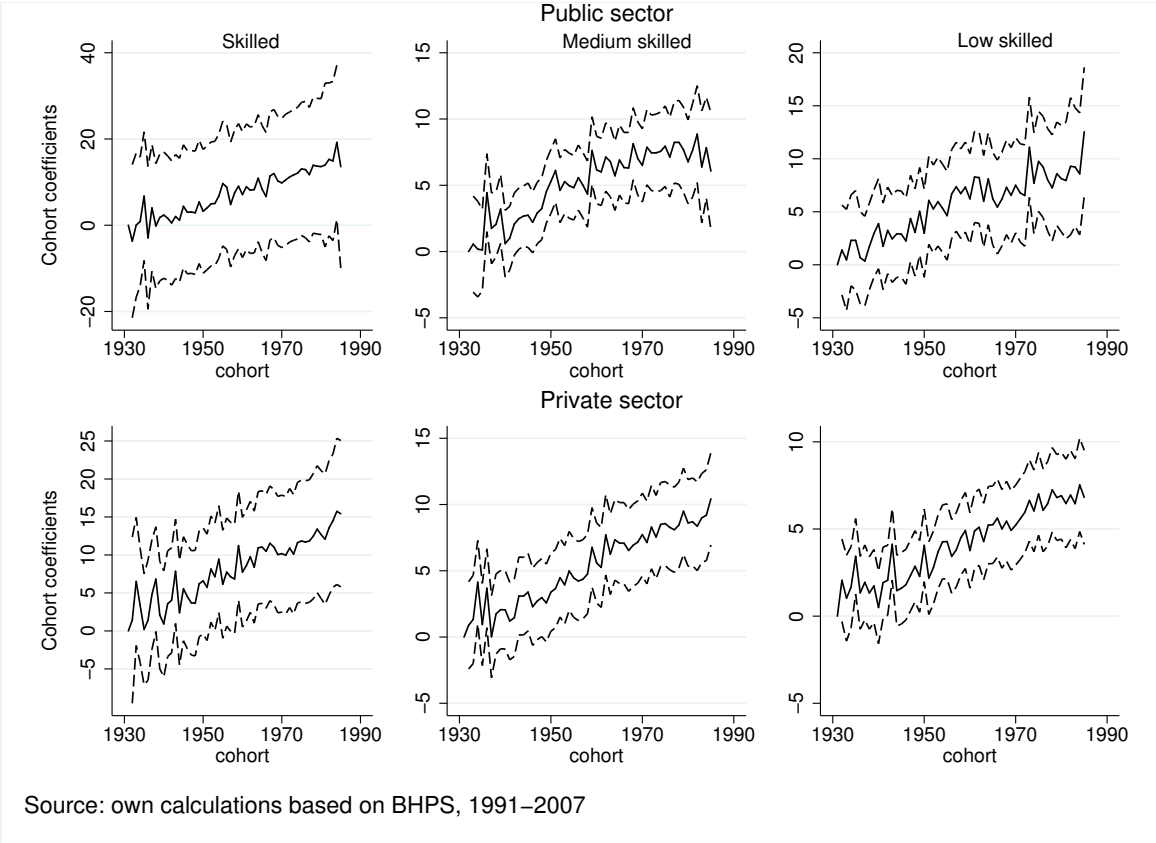 Public sector
Skilled
Medium skilled
Low skilled
Cohort coefficients
40
20
0
−20
1930 1950 1970 1990
cohort
15
10
5
0
−5
1930 1950 1970 1990
cohort
20
15
10
5
0
−5
1930 1950 1970 1990
cohort
Private sector
Cohort coefficients
25
20
15
10
5
0
−5
1930 1950 1970 1990
cohort
15
10
5
0
−5
1930 1950 1970 1990
cohort
10
5
0
−5
1930 1950 1970 1990
cohort
Source: own calculations based on BHPS, 1991−2007